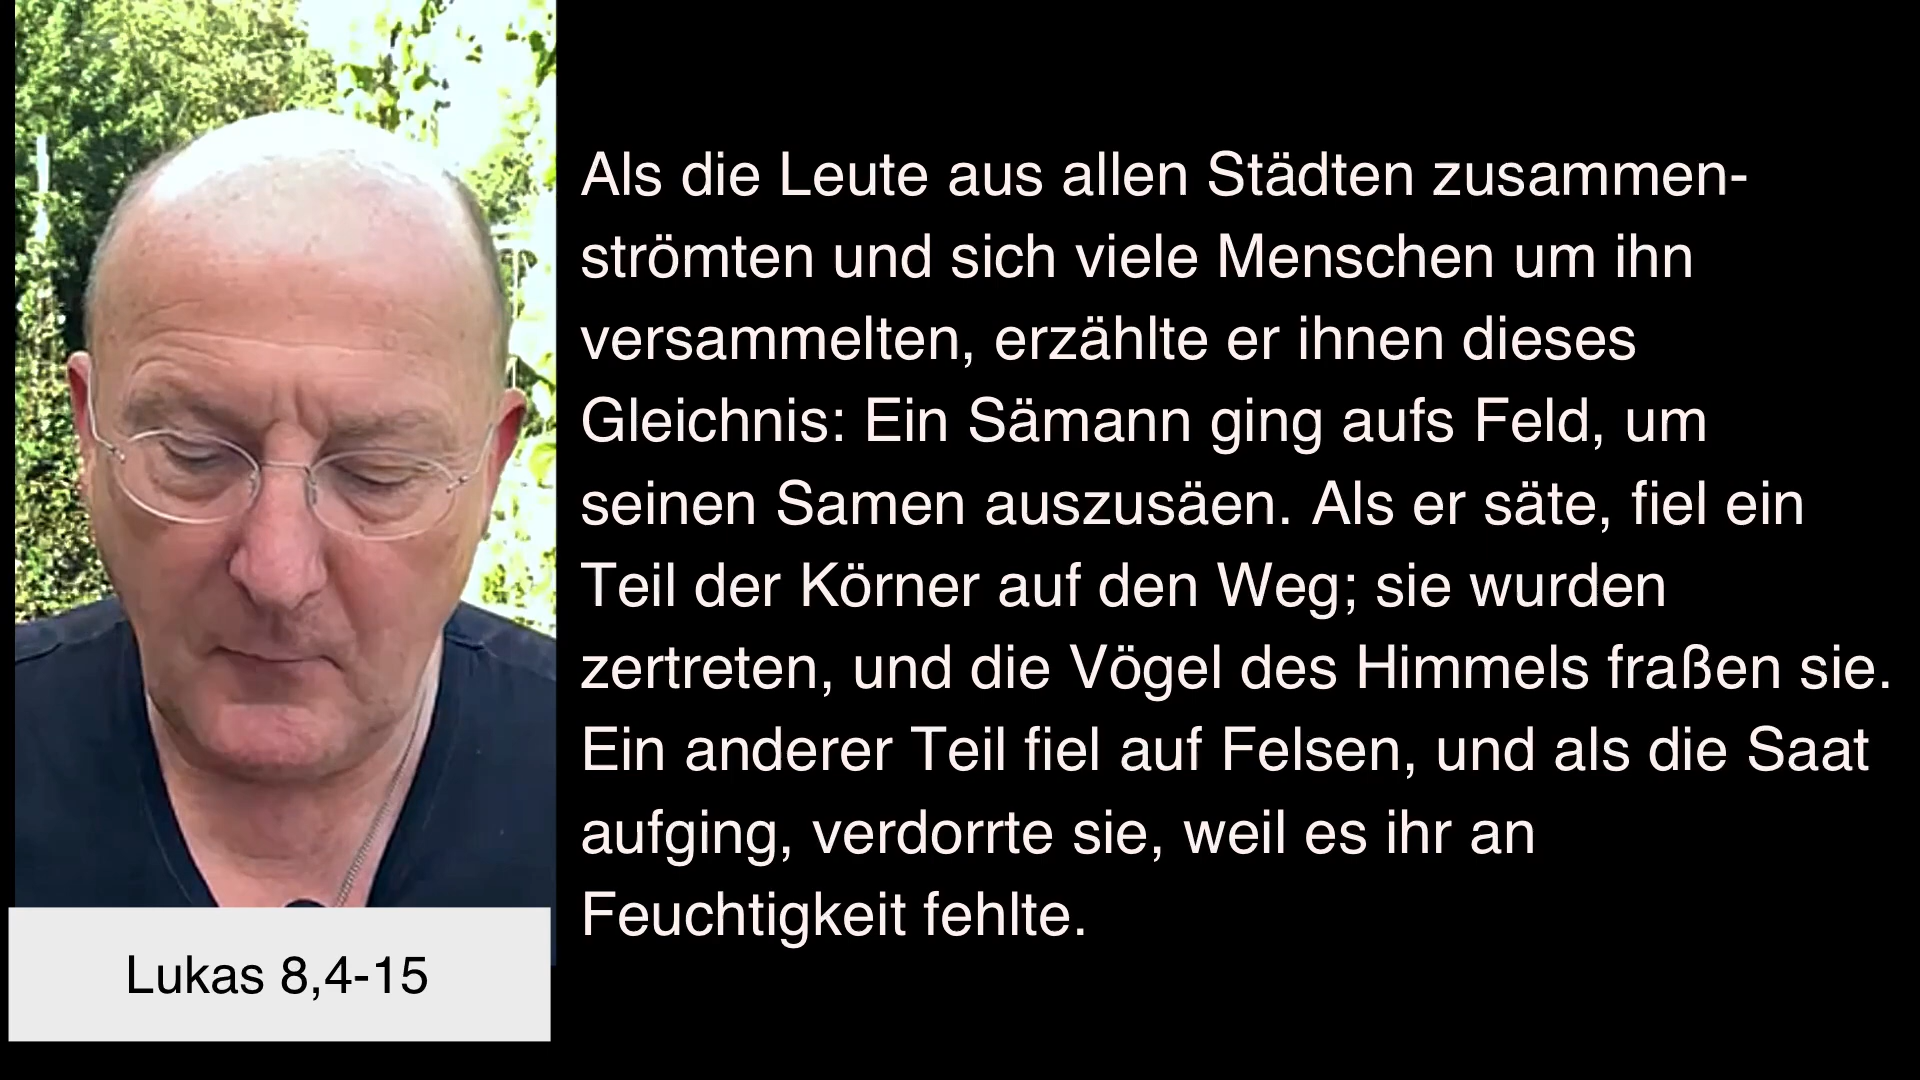 Als die Leute aus allen Städten zusammen-
strömten und sich viele Menschen um ihn
versammelten, erzählte er ihnen dieses
Gleichnis: Ein Sämann ging aufs Feld, um
seinen Samen auszusäen. Als er säte, fiel ein
Teil der Körner auf den Weg; sie wurden
zertreten, und die Vögel des Himmels fraßen sie.
Ein anderer Teil fiel auf Felsen, und als die Saat
aufging, verdorrte sie, weil es ihr an
Feuchtigkeit fehlte.
Lukas 8,4-15